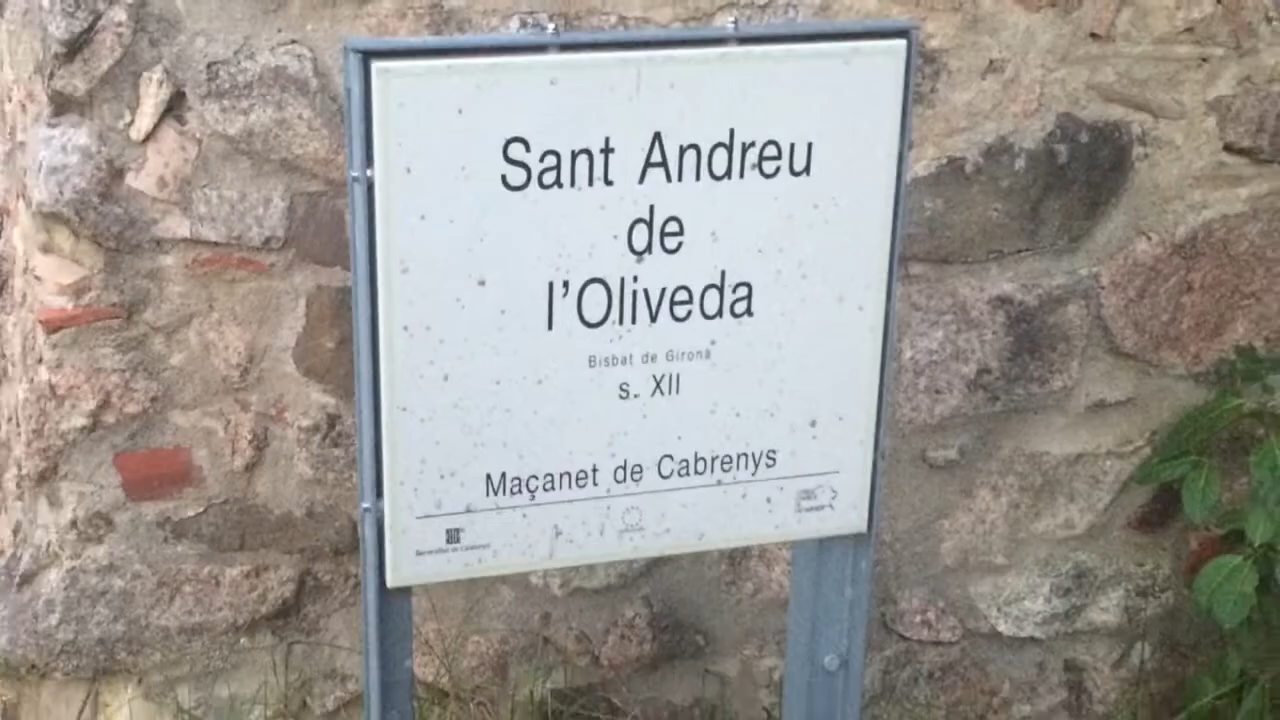 Sant Andreu
de
l'Oliveda
Bisbat de Girona
s. XII
Maçanet de Cabrenys
Generalitat de Catalunya